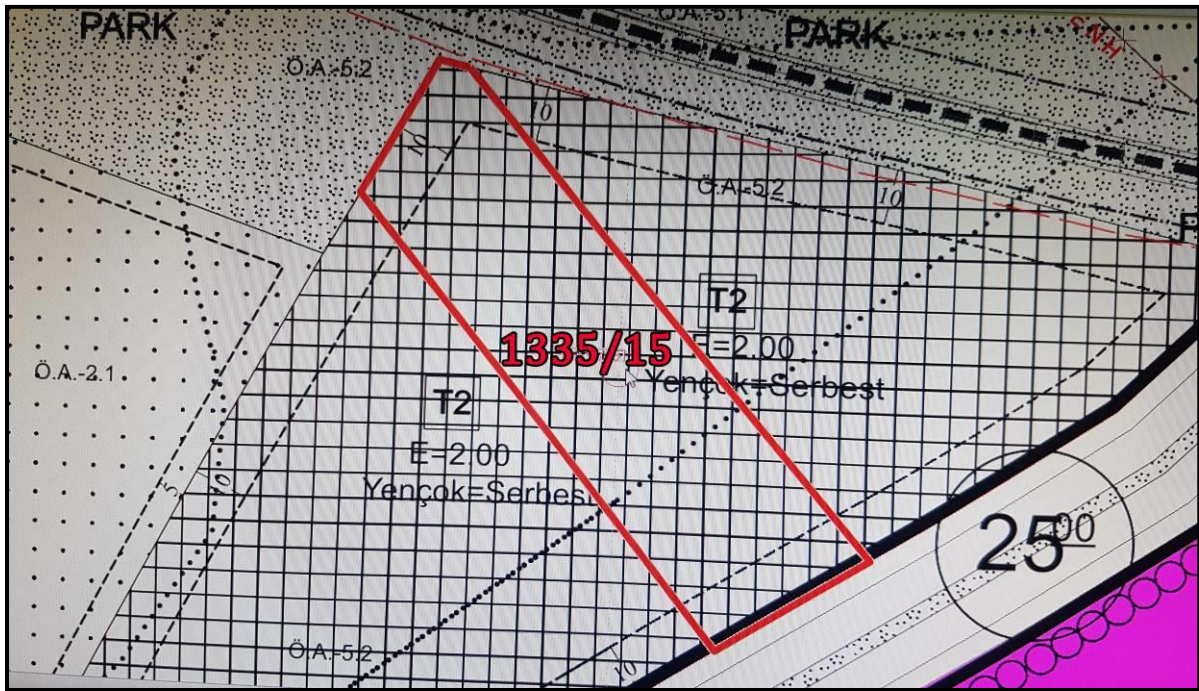 PARK
Ö.A.-5.1
PARK
E.N.H
Ö.A.-5.2
10
10
Ö.A.-5.2
10
T2
1335/15
E=2.00
Yençok=Serbest
Ö.A.-2.1
T2
E=2.00
Yençok=Serbest
5
10
25.00
Ö.A.-5.2
10